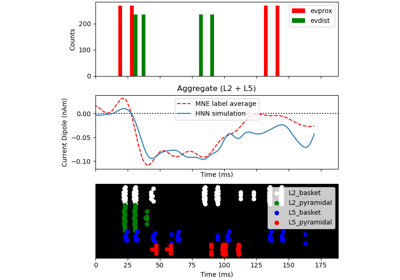 200
100
0
Counts
evprox
evdist
Aggregate (L2 + L5)
0.00
−0.05
−0.10
Current Dipole (nAm)
MNE label average
HNN simulation
Time (ms)
L2_basket
L2_pyramidal
L5_basket
L5_pyramidal
0 25 50 75 100 125 150 175
Time (ms)